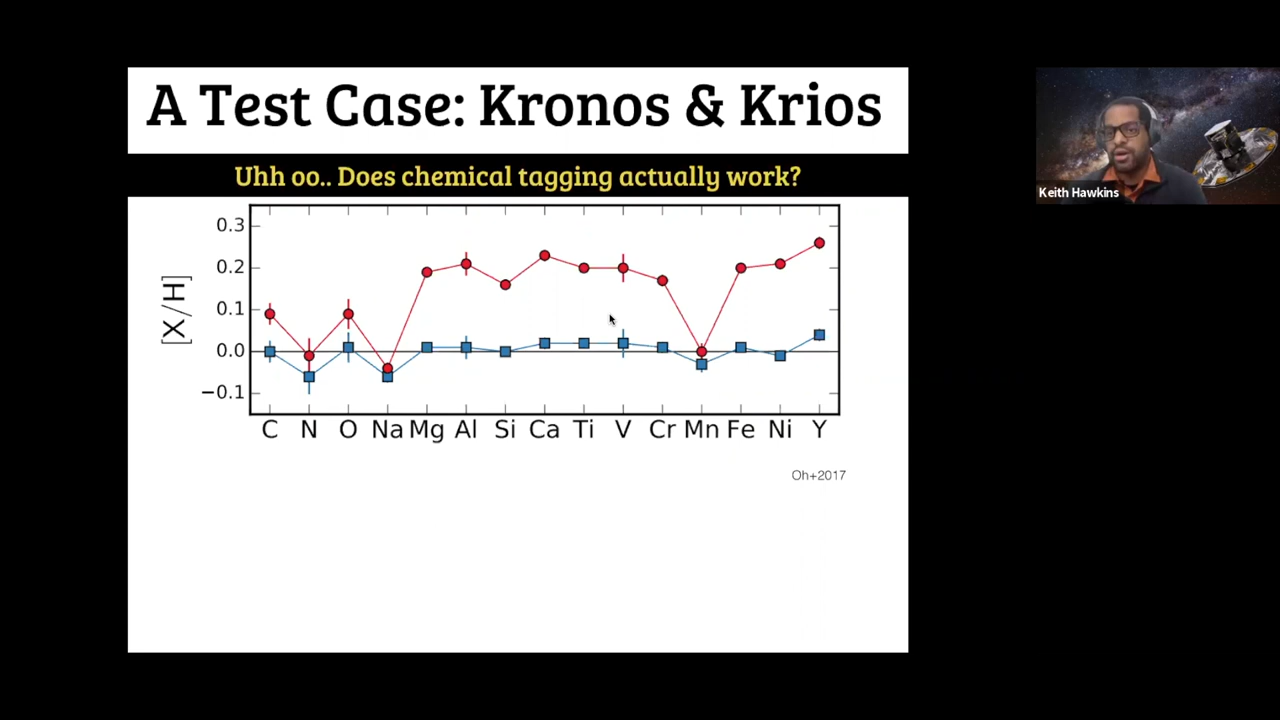 A Test Case: Kronos & Krios
Uhh oo.. Does chemical tagging actually work?
Keith Hawkins
[X/H]
0.3
0.2
0.1
0.0
−0.1
C N O Na Mg Al Si Ca Ti V Cr Mn Fe Ni Y
Oh+2017